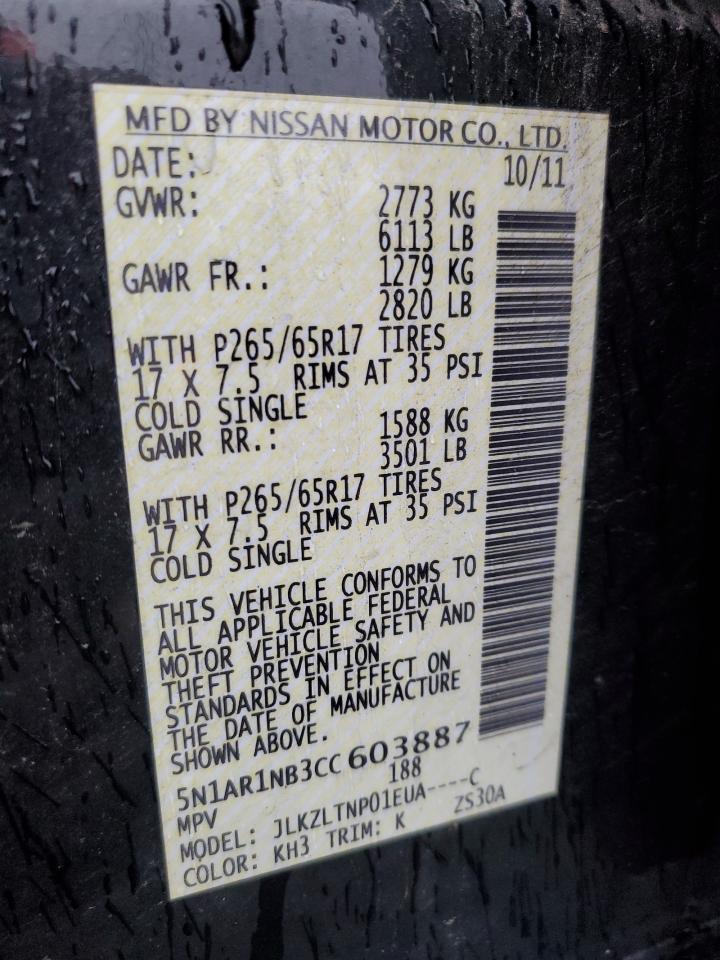 MFD BY NISSAN MOTOR CO., LTD.
DATE: 10/11
GVWR: 2773 KG
6113 LB
GAWR FR.: 1279 KG
2820 LB
WITH P265/65R17 TIRES
17 X 7.5 RIMS AT 35 PSI
COLD SINGLE
GAWR RR.: 1588 KG
3501 LB
WITH P265/65R17 TIRES
17 X 7.5 RIMS AT 35 PSI
COLD SINGLE
THIS VEHICLE CONFORMS TO
ALL APPLICABLE FEDERAL
MOTOR VEHICLE SAFETY AND
THEFT PREVENTION
STANDARDS IN EFFECT ON
THE DATE OF MANUFACTURE
SHOWN ABOVE.
5N1AR1NB3CC603887
MPV 188
MODEL: JLKZLTNP01EUA----C
COLOR: KH3 TRIM: K ZS30A